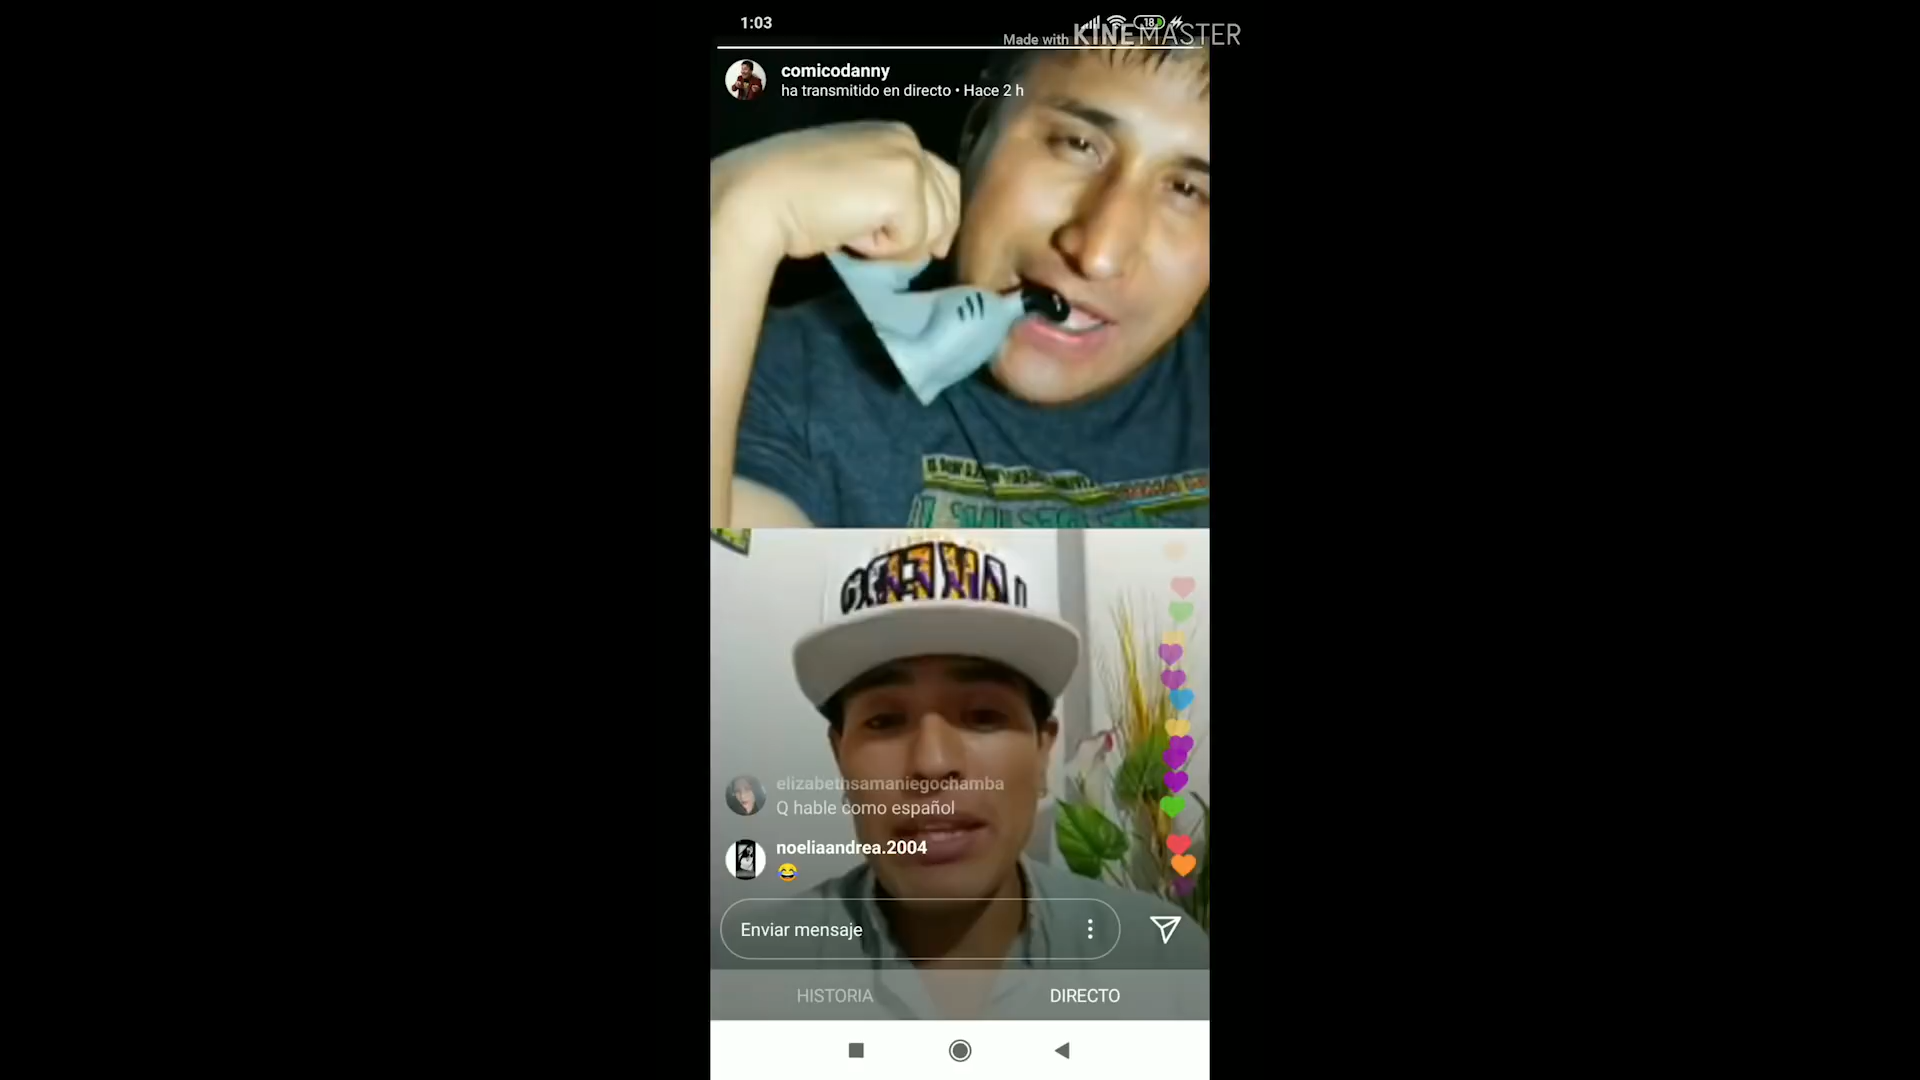 1:03
18
Made with KINEMASTER
comicodanny
ha transmitido en directo • Hace 2 h
elizabethsamaniegochamba
Q hable como español
noeliaandrea.2004
😂
Enviar mensaje
HISTORIA
DIRECTO